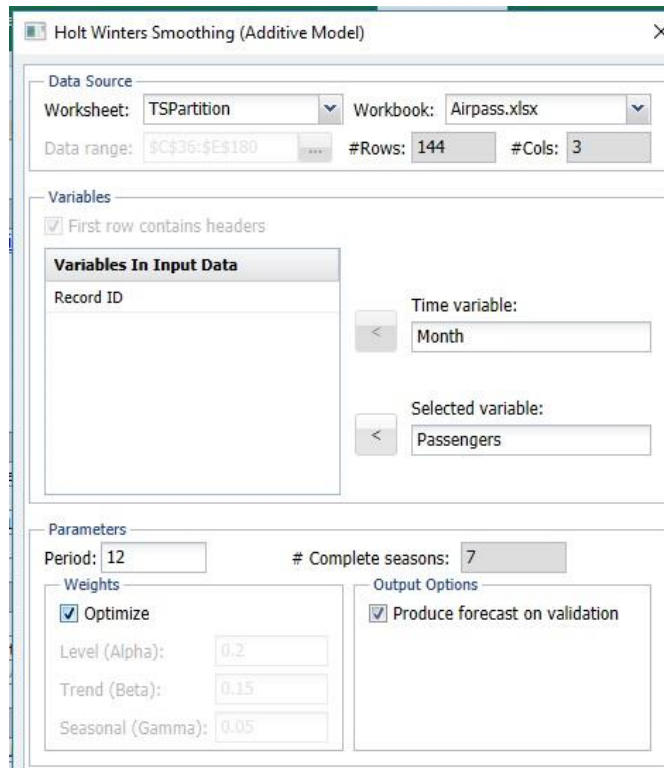 Holt Winters Smoothing (Additive Model)
Data Source
Worksheet: TSPartition Workbook: Airpass.xlsx
Data range: $C$36:$E$180 ... #Rows: 144 #Cols: 3
Variables
First row contains headers
Variables In Input Data
Record ID
Time variable:
< Month
Selected variable:
< Passengers
Parameters
Period: 12 # Complete seasons: 7
Weights Output Options
Optimize Produce forecast on validation
Level (Alpha): 0.2
Trend (Beta): 0.15
Seasonal (Gamma): 0.05